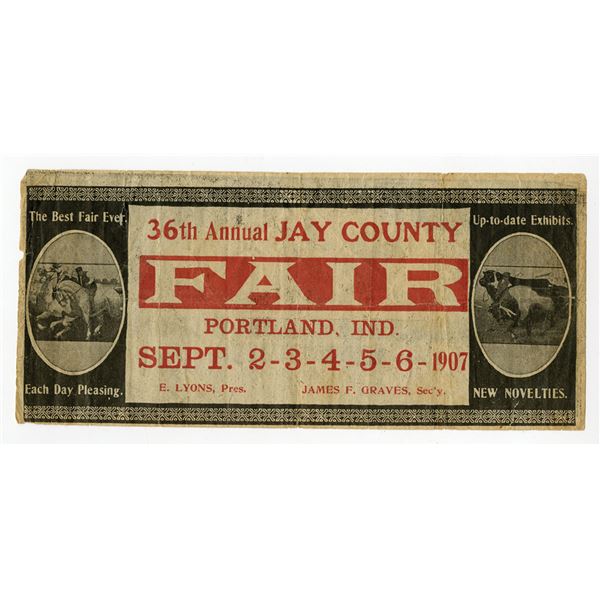 The Best Fair Ever.
Each Day Pleasing.
36th Annual JAY COUNTY
FAIR
PORTLAND, IND.
SEPT. 2-3-4-5-6-1907
E. LYONS, Pres. JAMES F. GRAVES, Sec'y.
Up-to-date Exhibits.
NEW NOVELTIES.